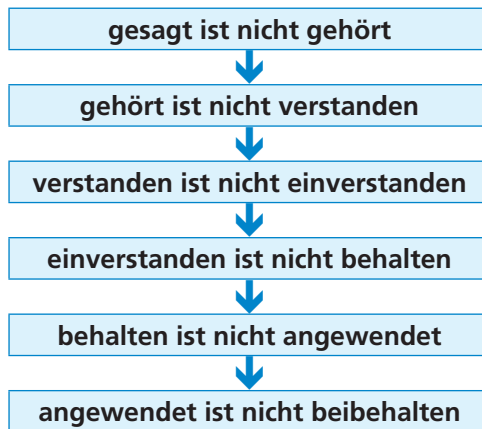 gesagt ist nicht gehört
gehört ist nicht verstanden
verstanden ist nicht einverstanden
einverstanden ist nicht behalten
behalten ist nicht angewendet
angewendet ist nicht beibehalten